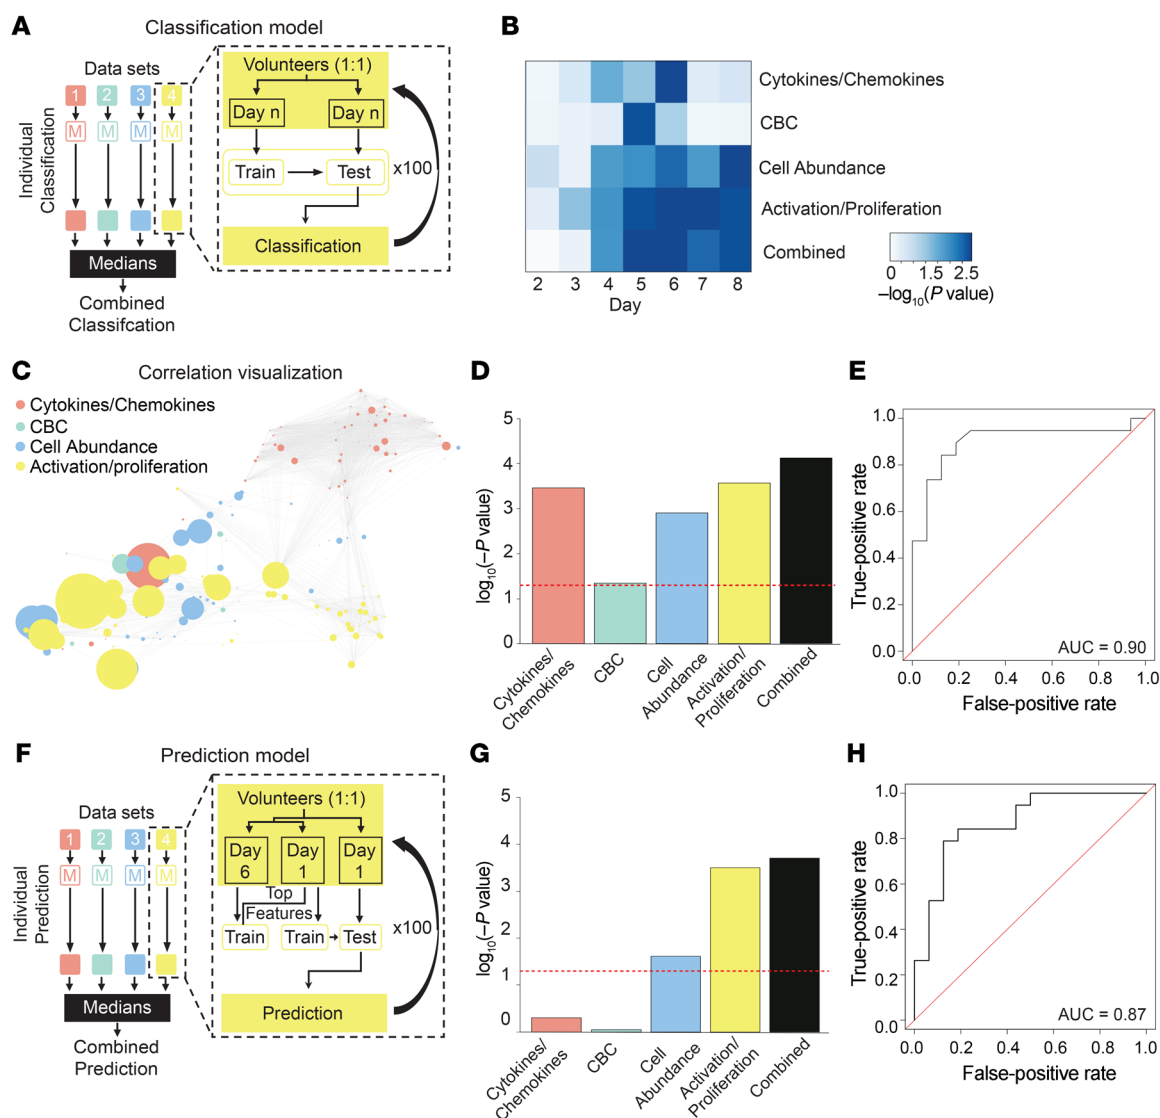 A
Classification model
Data sets
1 2 3 4
M M M M
Individual
Classification
Volunteers (1:1)
Day n Day n
Train Test
x100
Classification
Medians
Combined
Classifcation
B
Cytokines/Chemokines
CBC
Cell Abundance
Activation/Proliferation
Combined
2 3 4 5 6 7 8
Day
0 1.5 2.5
–log10(P value)
C
Correlation visualization
Cytokines/Chemokines
CBC
Cell Abundance
Activation/proliferation
D
5
4
3
2
1
0
log10(–P value)
Cytokines/
Chemokines
CBC
Cell
Abundance
Activation/
Proliferation
Combined
E
1.0
0.8
0.6
0.4
0.2
0.0
True-positive rate
AUC = 0.90
0.0 0.2 0.4 0.6 0.8 1.0
False-positive rate
F
Prediction model
Data sets
1 2 3 4
M M M M
Individual
Prediction
Volunteers (1:1)
Day
6
Day
1
Day
1
Top
Features
Train Train Test
x100
Prediction
Medians
Combined
Prediction
G
5
4
3
2
1
0
log10(–P value)
Cytokines/
Chemokines
CBC
Cell
Abundance
Activation/
Proliferation
Combined
H
1.0
0.8
0.6
0.4
0.2
0.0
True-positive rate
AUC = 0.87
0.0 0.2 0.4 0.6 0.8 1.0
False-positive rate